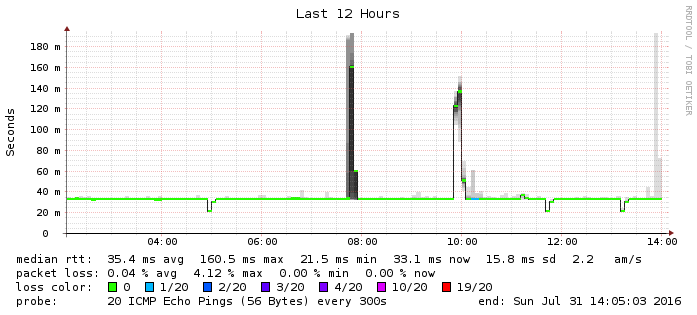 Last 12 Hours
RRDTOOL / TOBI OETIKER
Seconds
180 m
160 m
140 m
120 m
100 m
80 m
60 m
40 m
20 m
0
04:00 06:00 08:00 10:00 12:00 14:00
median rtt: 35.4 ms avg 160.5 ms max 21.5 ms min 33.1 ms now 15.8 ms sd 2.2 am/s
packet loss: 0.04 % avg 4.12 % max 0.00 % min 0.00 % now
loss color: 0 1/20 2/20 3/20 4/20 10/20 19/20
probe: 20 ICMP Echo Pings (56 Bytes) every 300s end: Sun Jul 31 14:05:03 2016